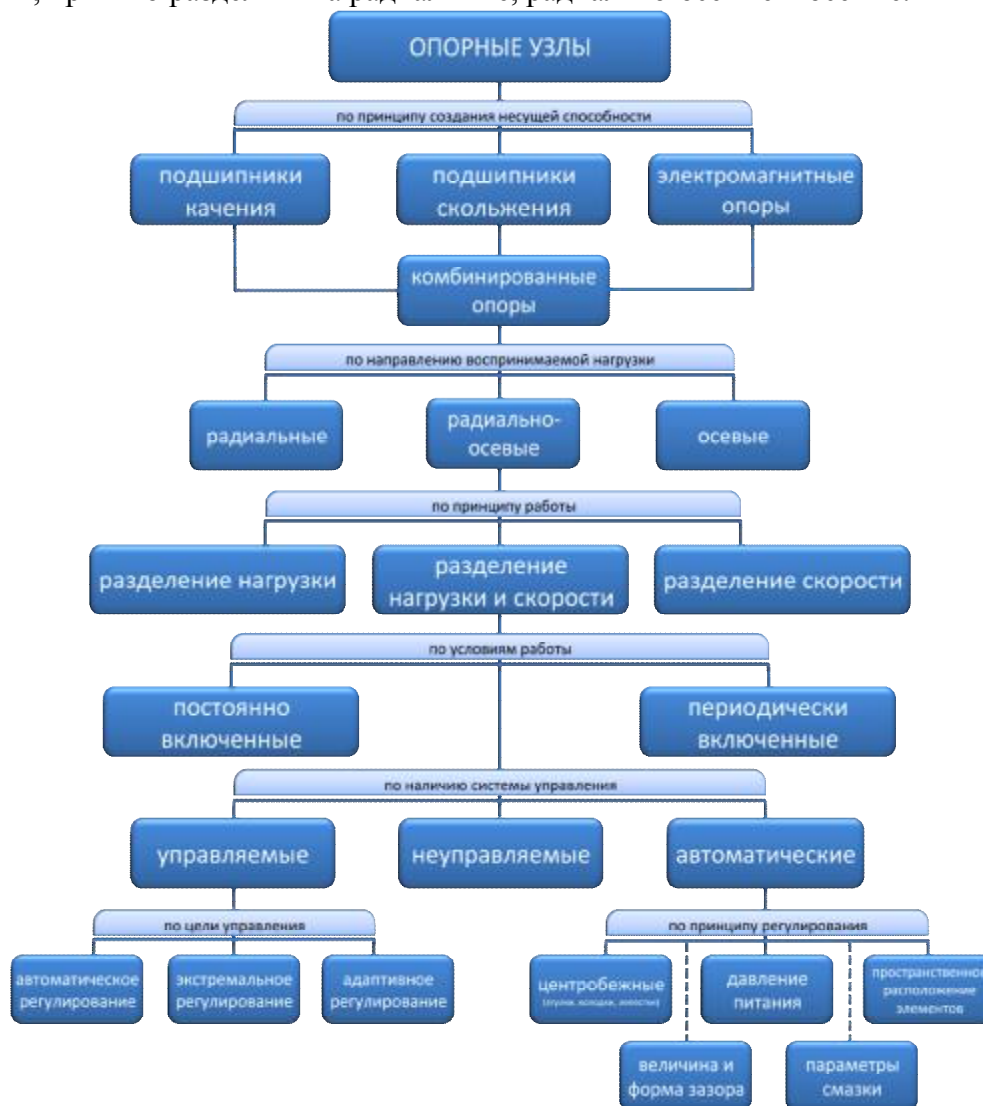 ОПОРНЫЕ УЗЛЫ
по принципу создания несущей способности
подшипники
качения
подшипники
скольжения
электромагнитные
опоры
комбинированные
опоры
по направлению воспринимаемой нагрузки
радиальные
радиально-
осевые
осевые
по принципу работы
разделение нагрузки
разделение
нагрузки и скорости
разделение скорости
по условиям работы
постоянно
включенные
периодически
включенные
по наличию системы управления
управляемые
неуправляемые
автоматические
по цели управления
по принципу регулирования
автоматическое
регулирование
экстремальное
регулирование
адаптивное
регулирование
центробежные
давление
питания
пространственное
расположение
элементов
величина и
форма зазора
параметры
смазки